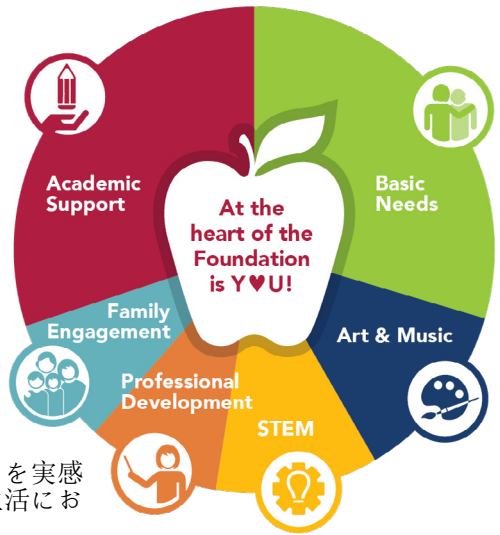 Academic
Support
Basic
Needs
At the
heart of the
Foundation
is Y♥U!
Family
Engagement
Art & Music
Professional
Development
STEM
を実感
活にお